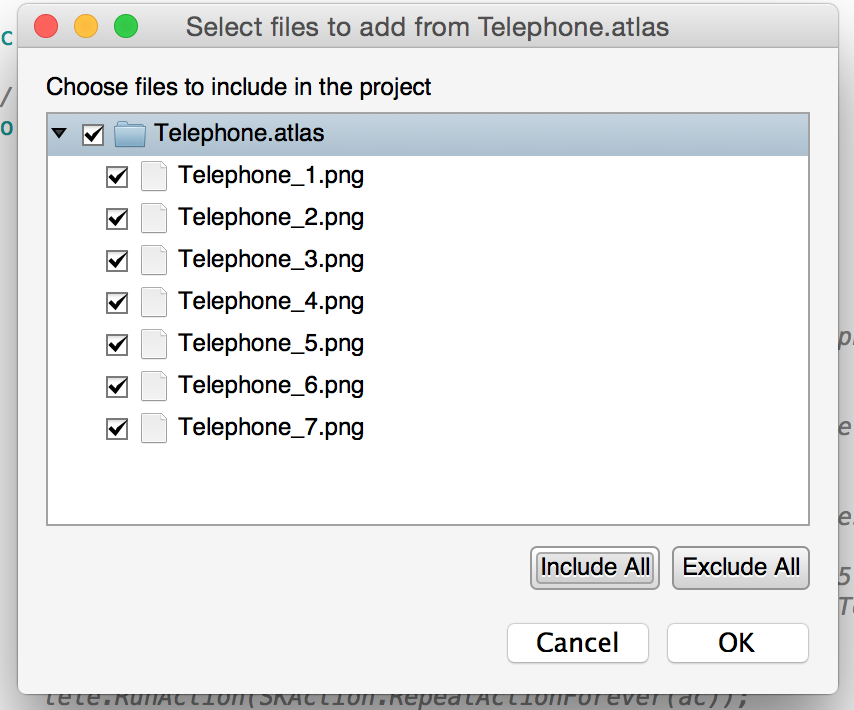 Select files to add from Telephone.atlas
c
/
o
Choose files to include in the project
Telephone.atlas
Telephone_1.png
Telephone_2.png
Telephone_3.png
Telephone_4.png
Telephone_5.png
Telephone_6.png
Telephone_7.png
Include All
Exclude All
Cancel
OK
tele.RunAction(SKAction.RepeatActionForever(ac));